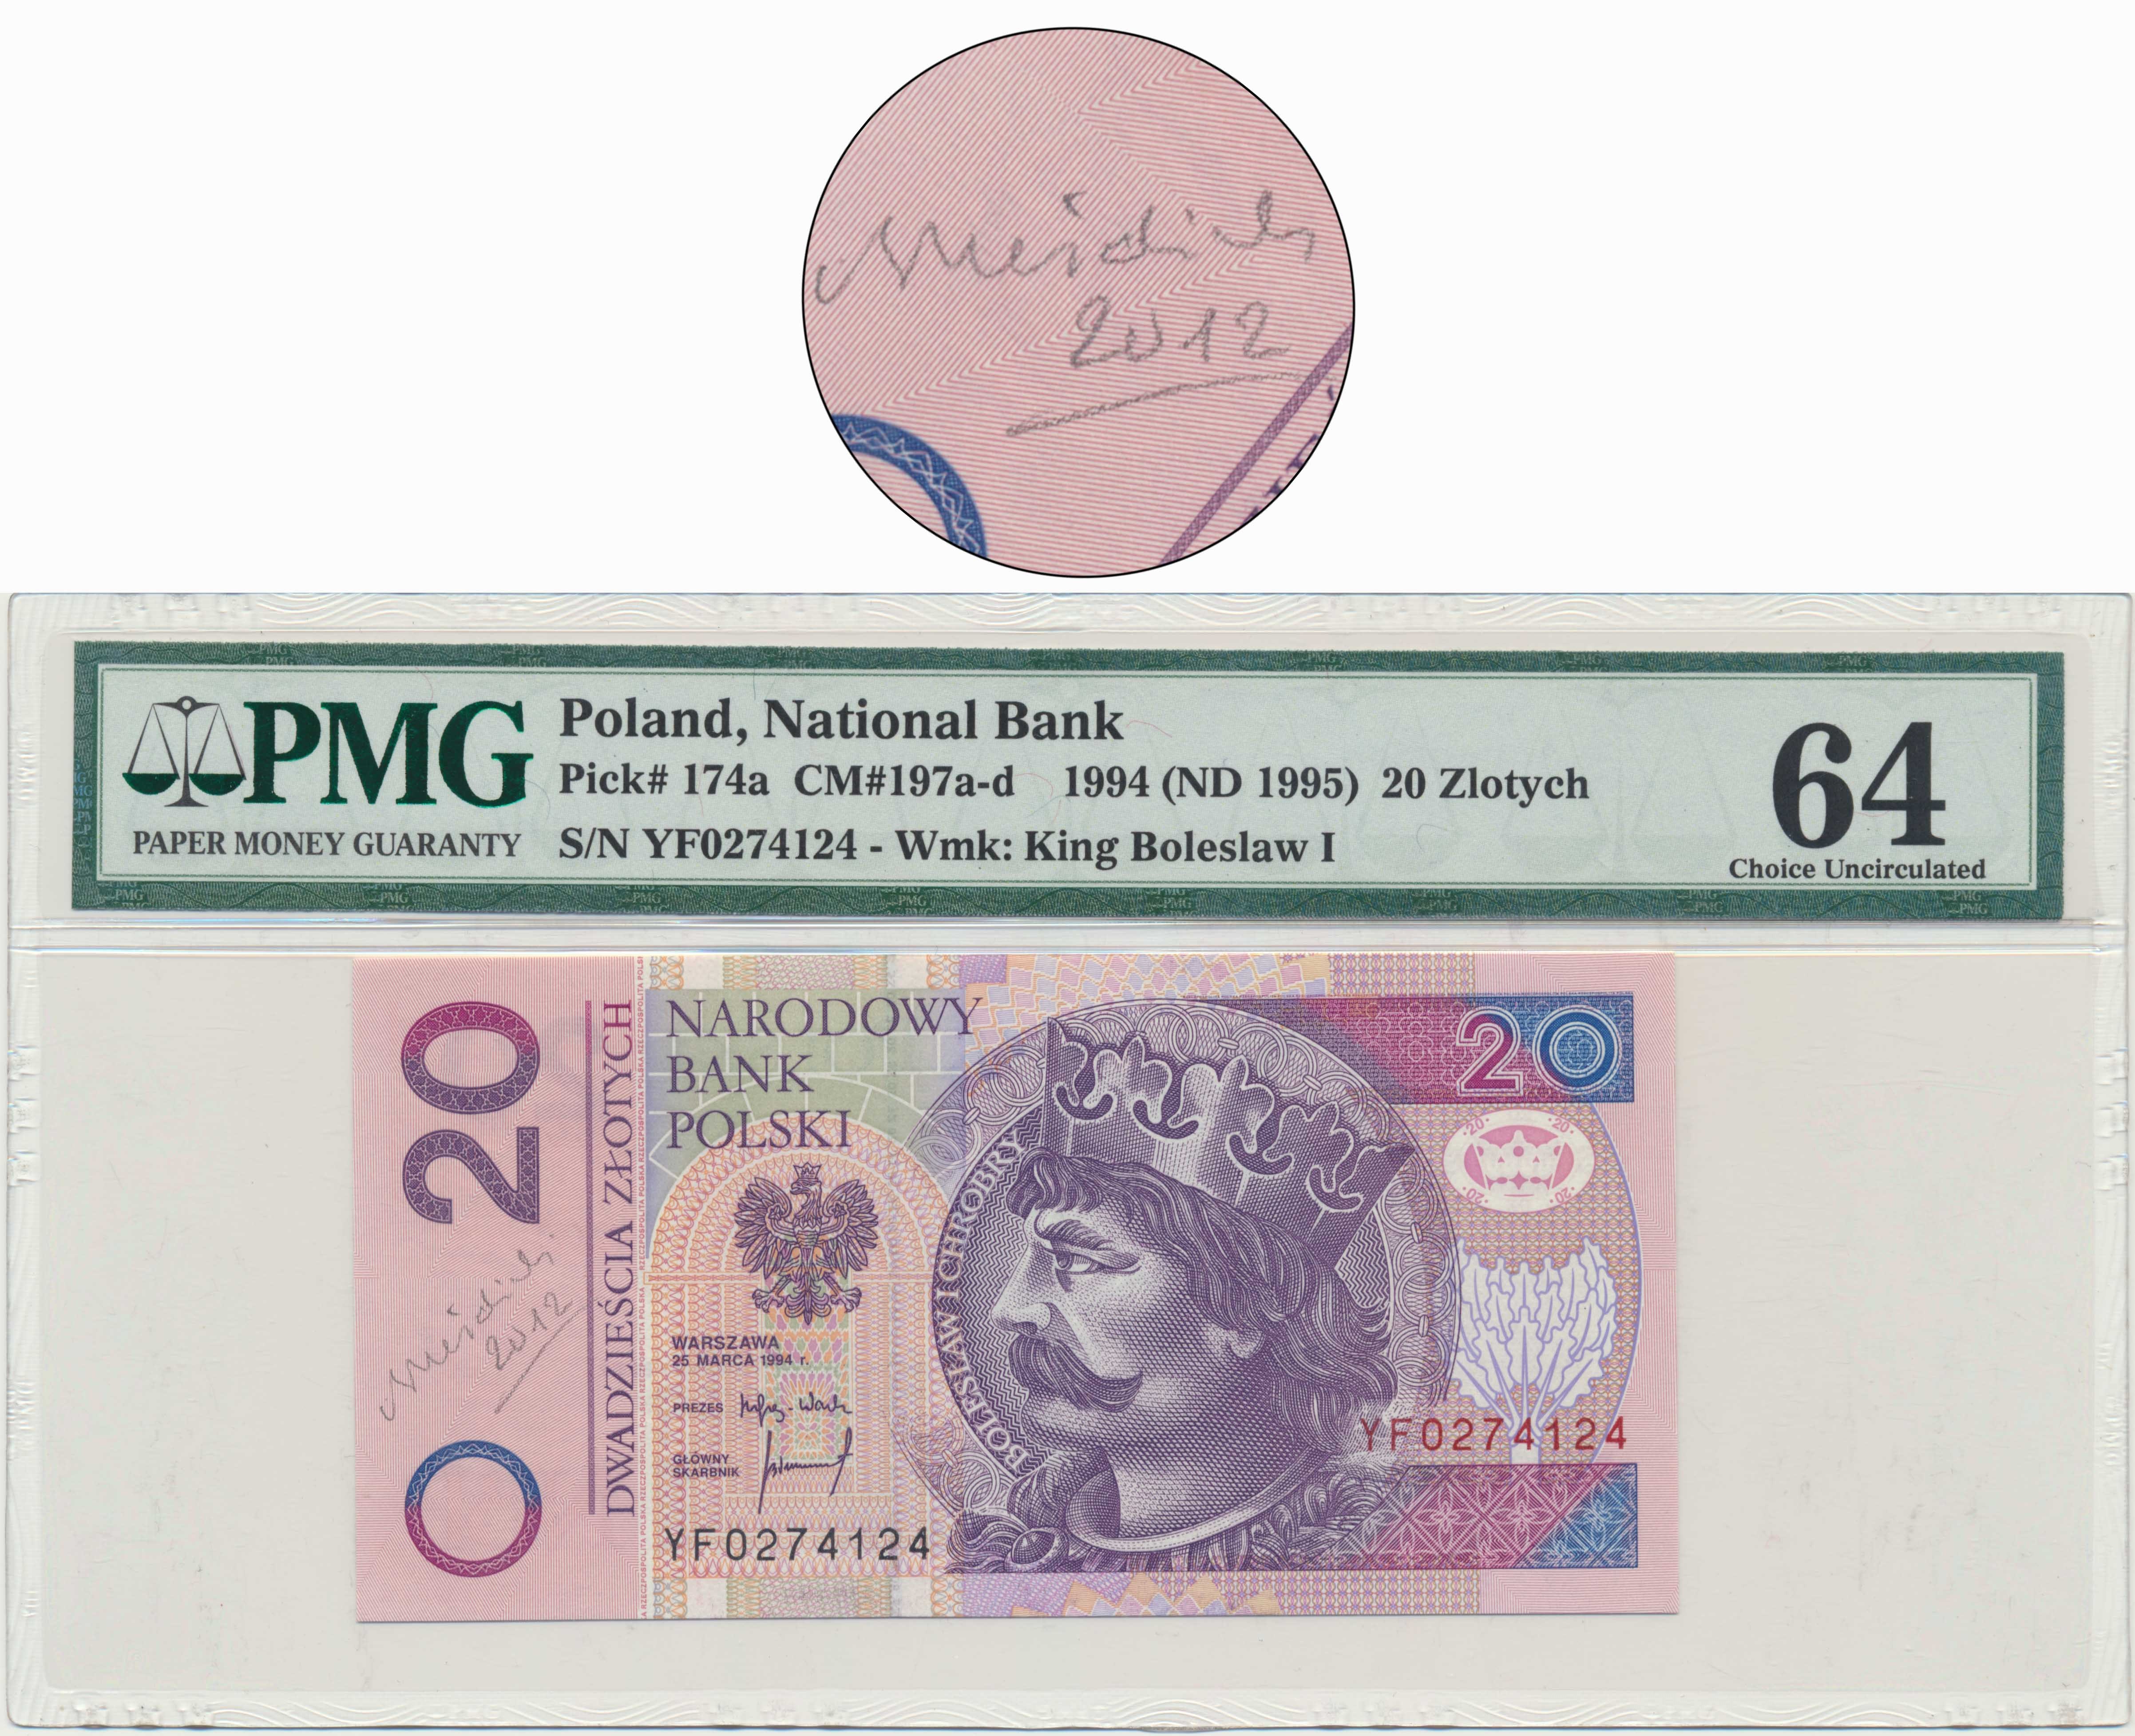 2012
PMG
PAPER MONEY GUARANTY
Poland, National Bank
Pick# 174a CM#197a-d 1994 (ND 1995) 20 Zlotych
S/N YF0274124 - Wmk: King Boleslaw I
64
Choice Uncirculated
20
DWADZIEŚCIA ZŁOTYCH
2012
NARODOWY
BANK
POLSKI
WARSZAWA
25 MARCA 1994 r.
PREZES
GŁÓWNY
SKARBNIK
YF0274124
BOLESŁAW I CHROBRY
20
YF0274124